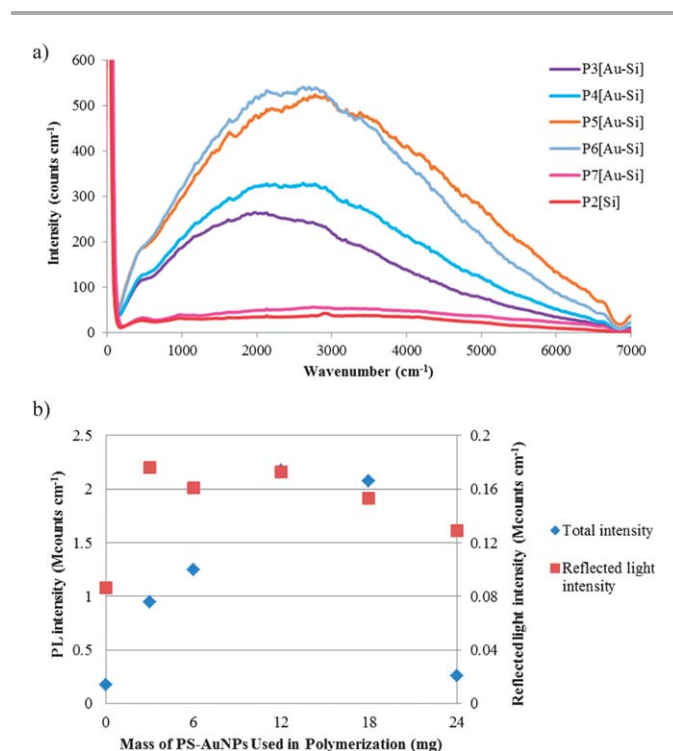 a)
600
500
400
300
200
100
0
Intensity (counts cm⁻¹)
0 1000 2000 3000 4000 5000 6000 7000
Wavenumber (cm⁻¹)
P3[Au-Si]
P4[Au-Si]
P5[Au-Si]
P6[Au-Si]
P7[Au-Si]
P2[Si]
b)
2.5
2
1.5
1
0.5
0
PL intensity (Mcounts cm⁻¹)
0.2
0.16
0.12
0.08
0.04
0
Reflected light intensity (Mcounts cm⁻¹)
0 6 12 18 24
Mass of PS-AuNPs Used in Polymerization (mg)
Total intensity
Reflected light
intensity